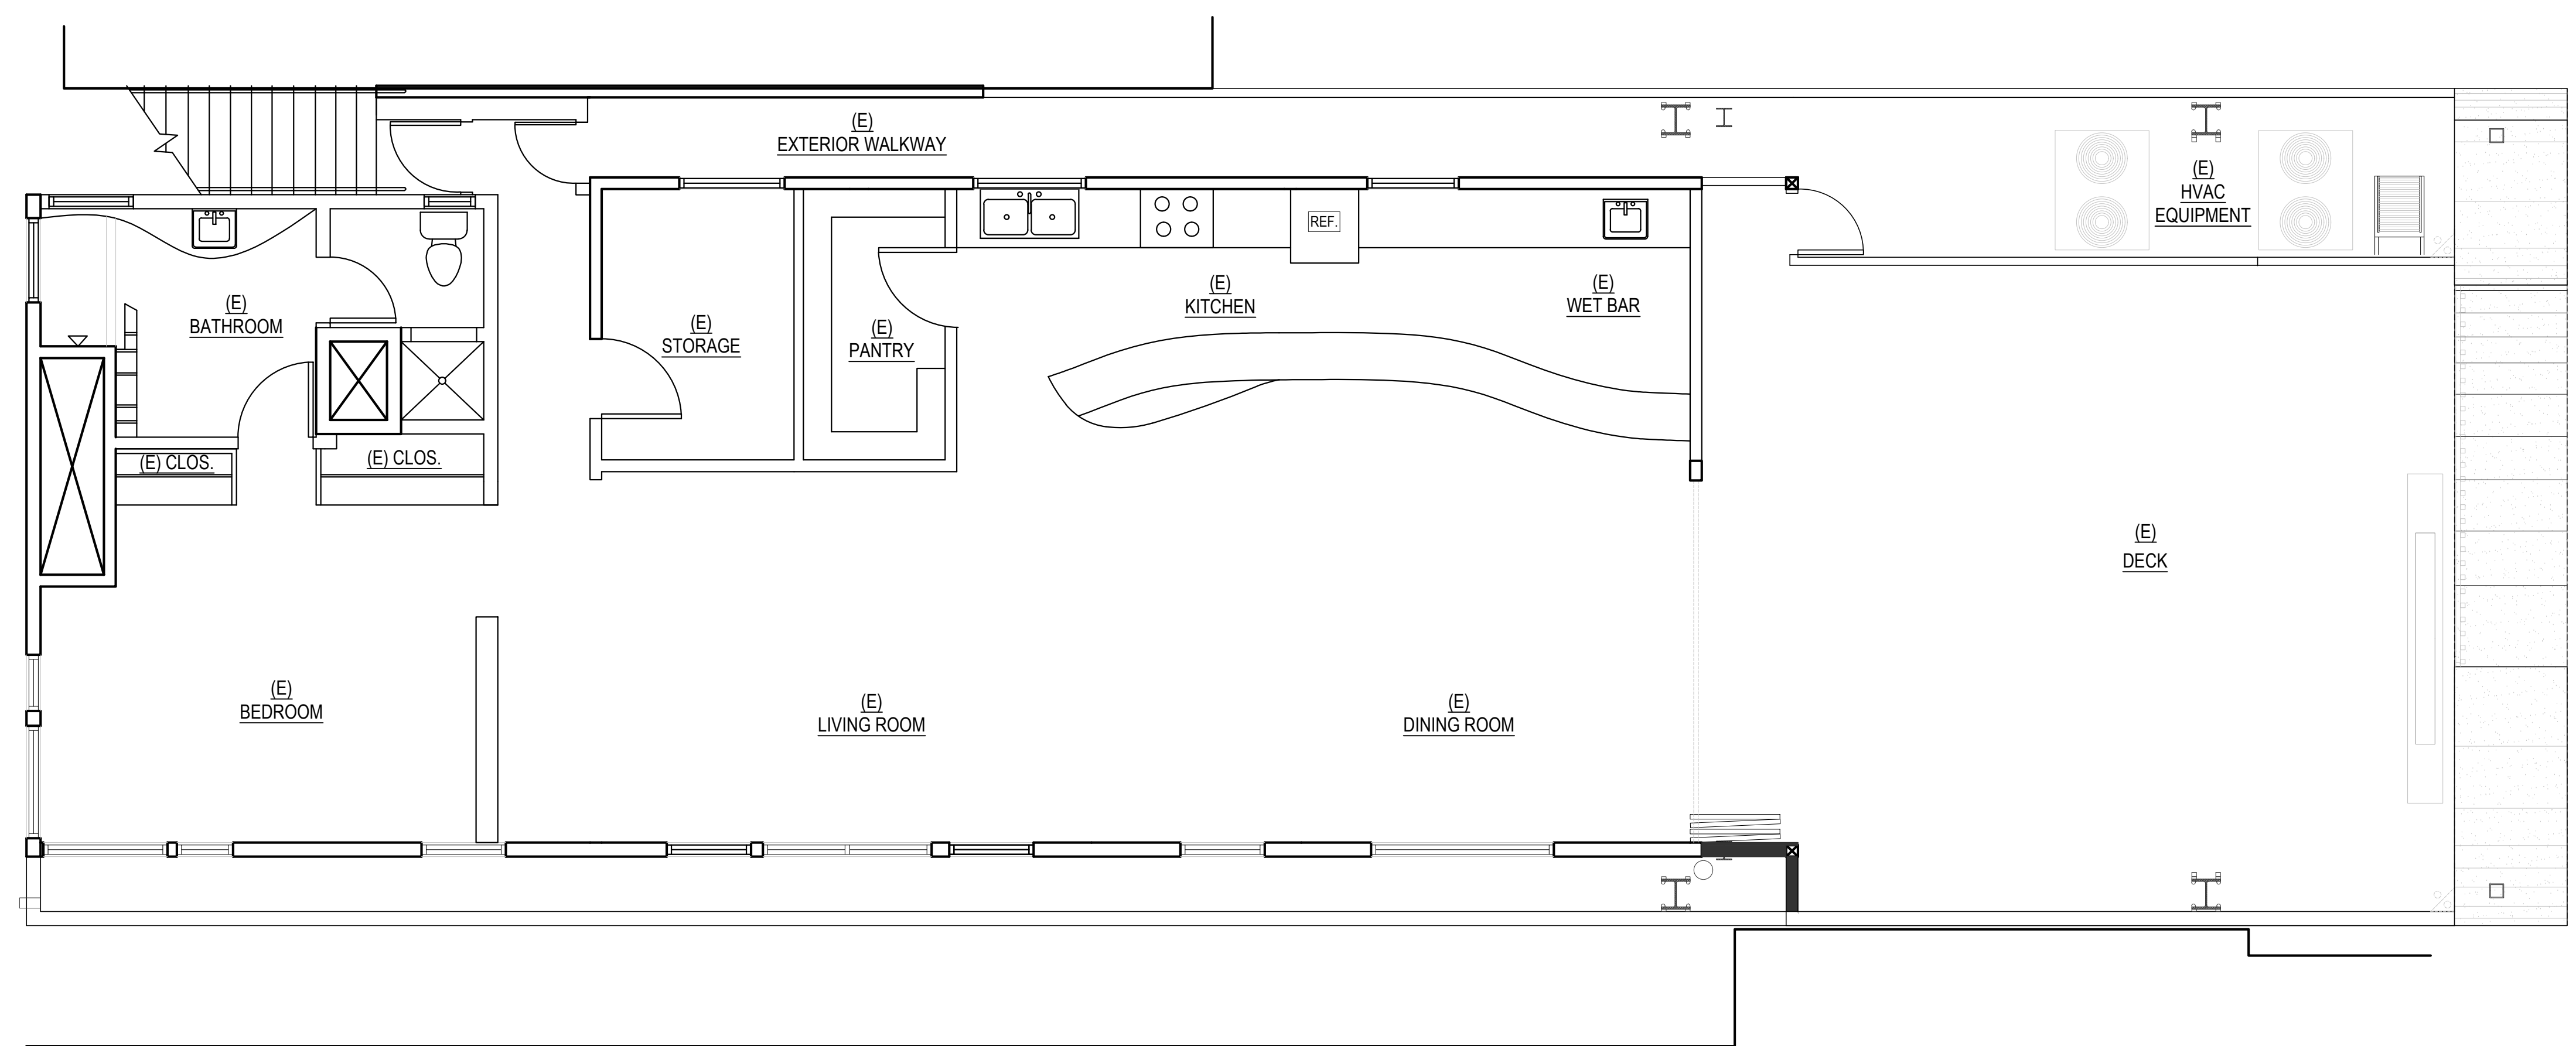 (E)
EXTERIOR WALKWAY
(E)
HVAC
EQUIPMENT
REF.
(E)
BATHROOM
(E)
STORAGE
(E)
PANTRY
(E)
KITCHEN
(E)
WET BAR
(E) CLOS.
(E) CLOS.
(E)
DECK
(E)
BEDROOM
(E)
LIVING ROOM
(E)
DINING ROOM